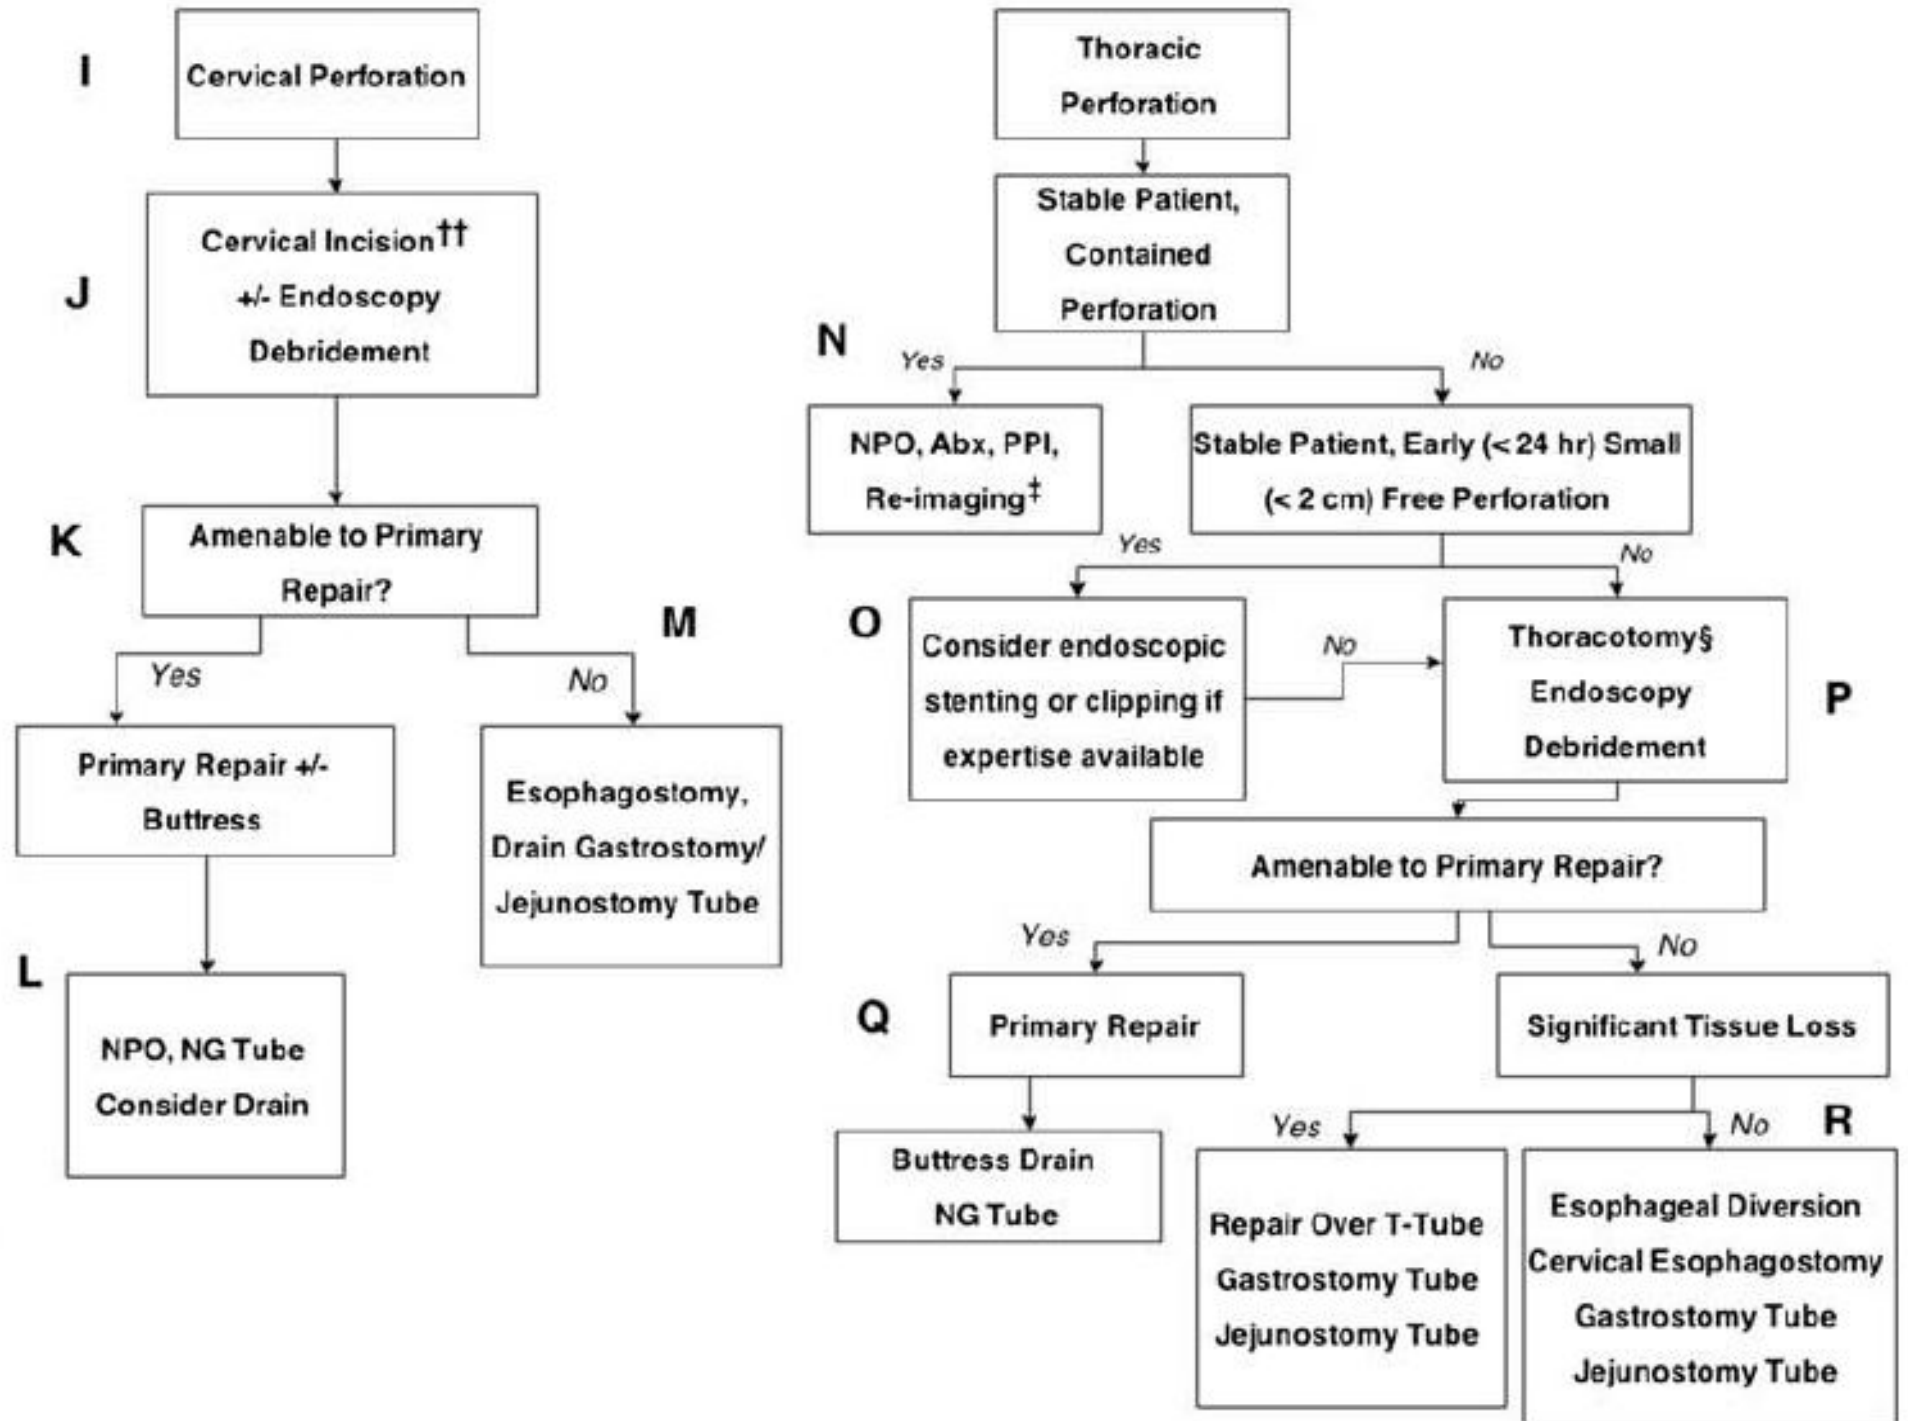 I
Cervical Perforation
J
Cervical Incision††
+/- Endoscopy
Debridement
K
Amenable to Primary
Repair?
Yes
No
M
Primary Repair +/-
Buttress
Esophagostomy,
Drain Gastrostomy/
Jejunostomy Tube
L
NPO, NG Tube
Consider Drain
Thoracic
Perforation
Stable Patient,
Contained
Perforation
N
Yes
No
NPO, Abx, PPI,
Re-imaging‡
Stable Patient, Early (< 24 hr) Small
(< 2 cm) Free Perforation
Yes
No
O
Consider endoscopic
stenting or clipping if
expertise available
No
Thoracotomy§
Endoscopy
Debridement
P
Amenable to Primary Repair?
Yes
No
Q
Primary Repair
Significant Tissue Loss
Buttress Drain
NG Tube
Yes
No
R
Repair Over T-Tube
Gastrostomy Tube
Jejunostomy Tube
Esophageal Diversion
Cervical Esophagostomy
Gastrostomy Tube
Jejunostomy Tube